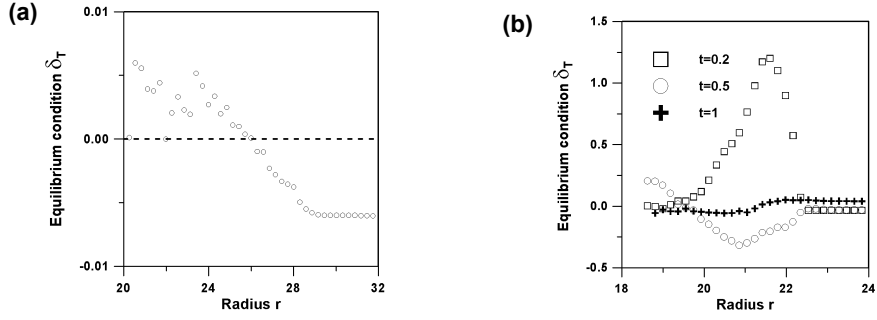 (a)
Equilibrium condition δT
0.01
0.00
-0.01
20
24
28
32
Radius r
(b)
Equilibrium condition δT
1.5
1.0
0.5
0.0
-0.5
t=0.2
t=0.5
t=1
18
20
22
24
Radius r